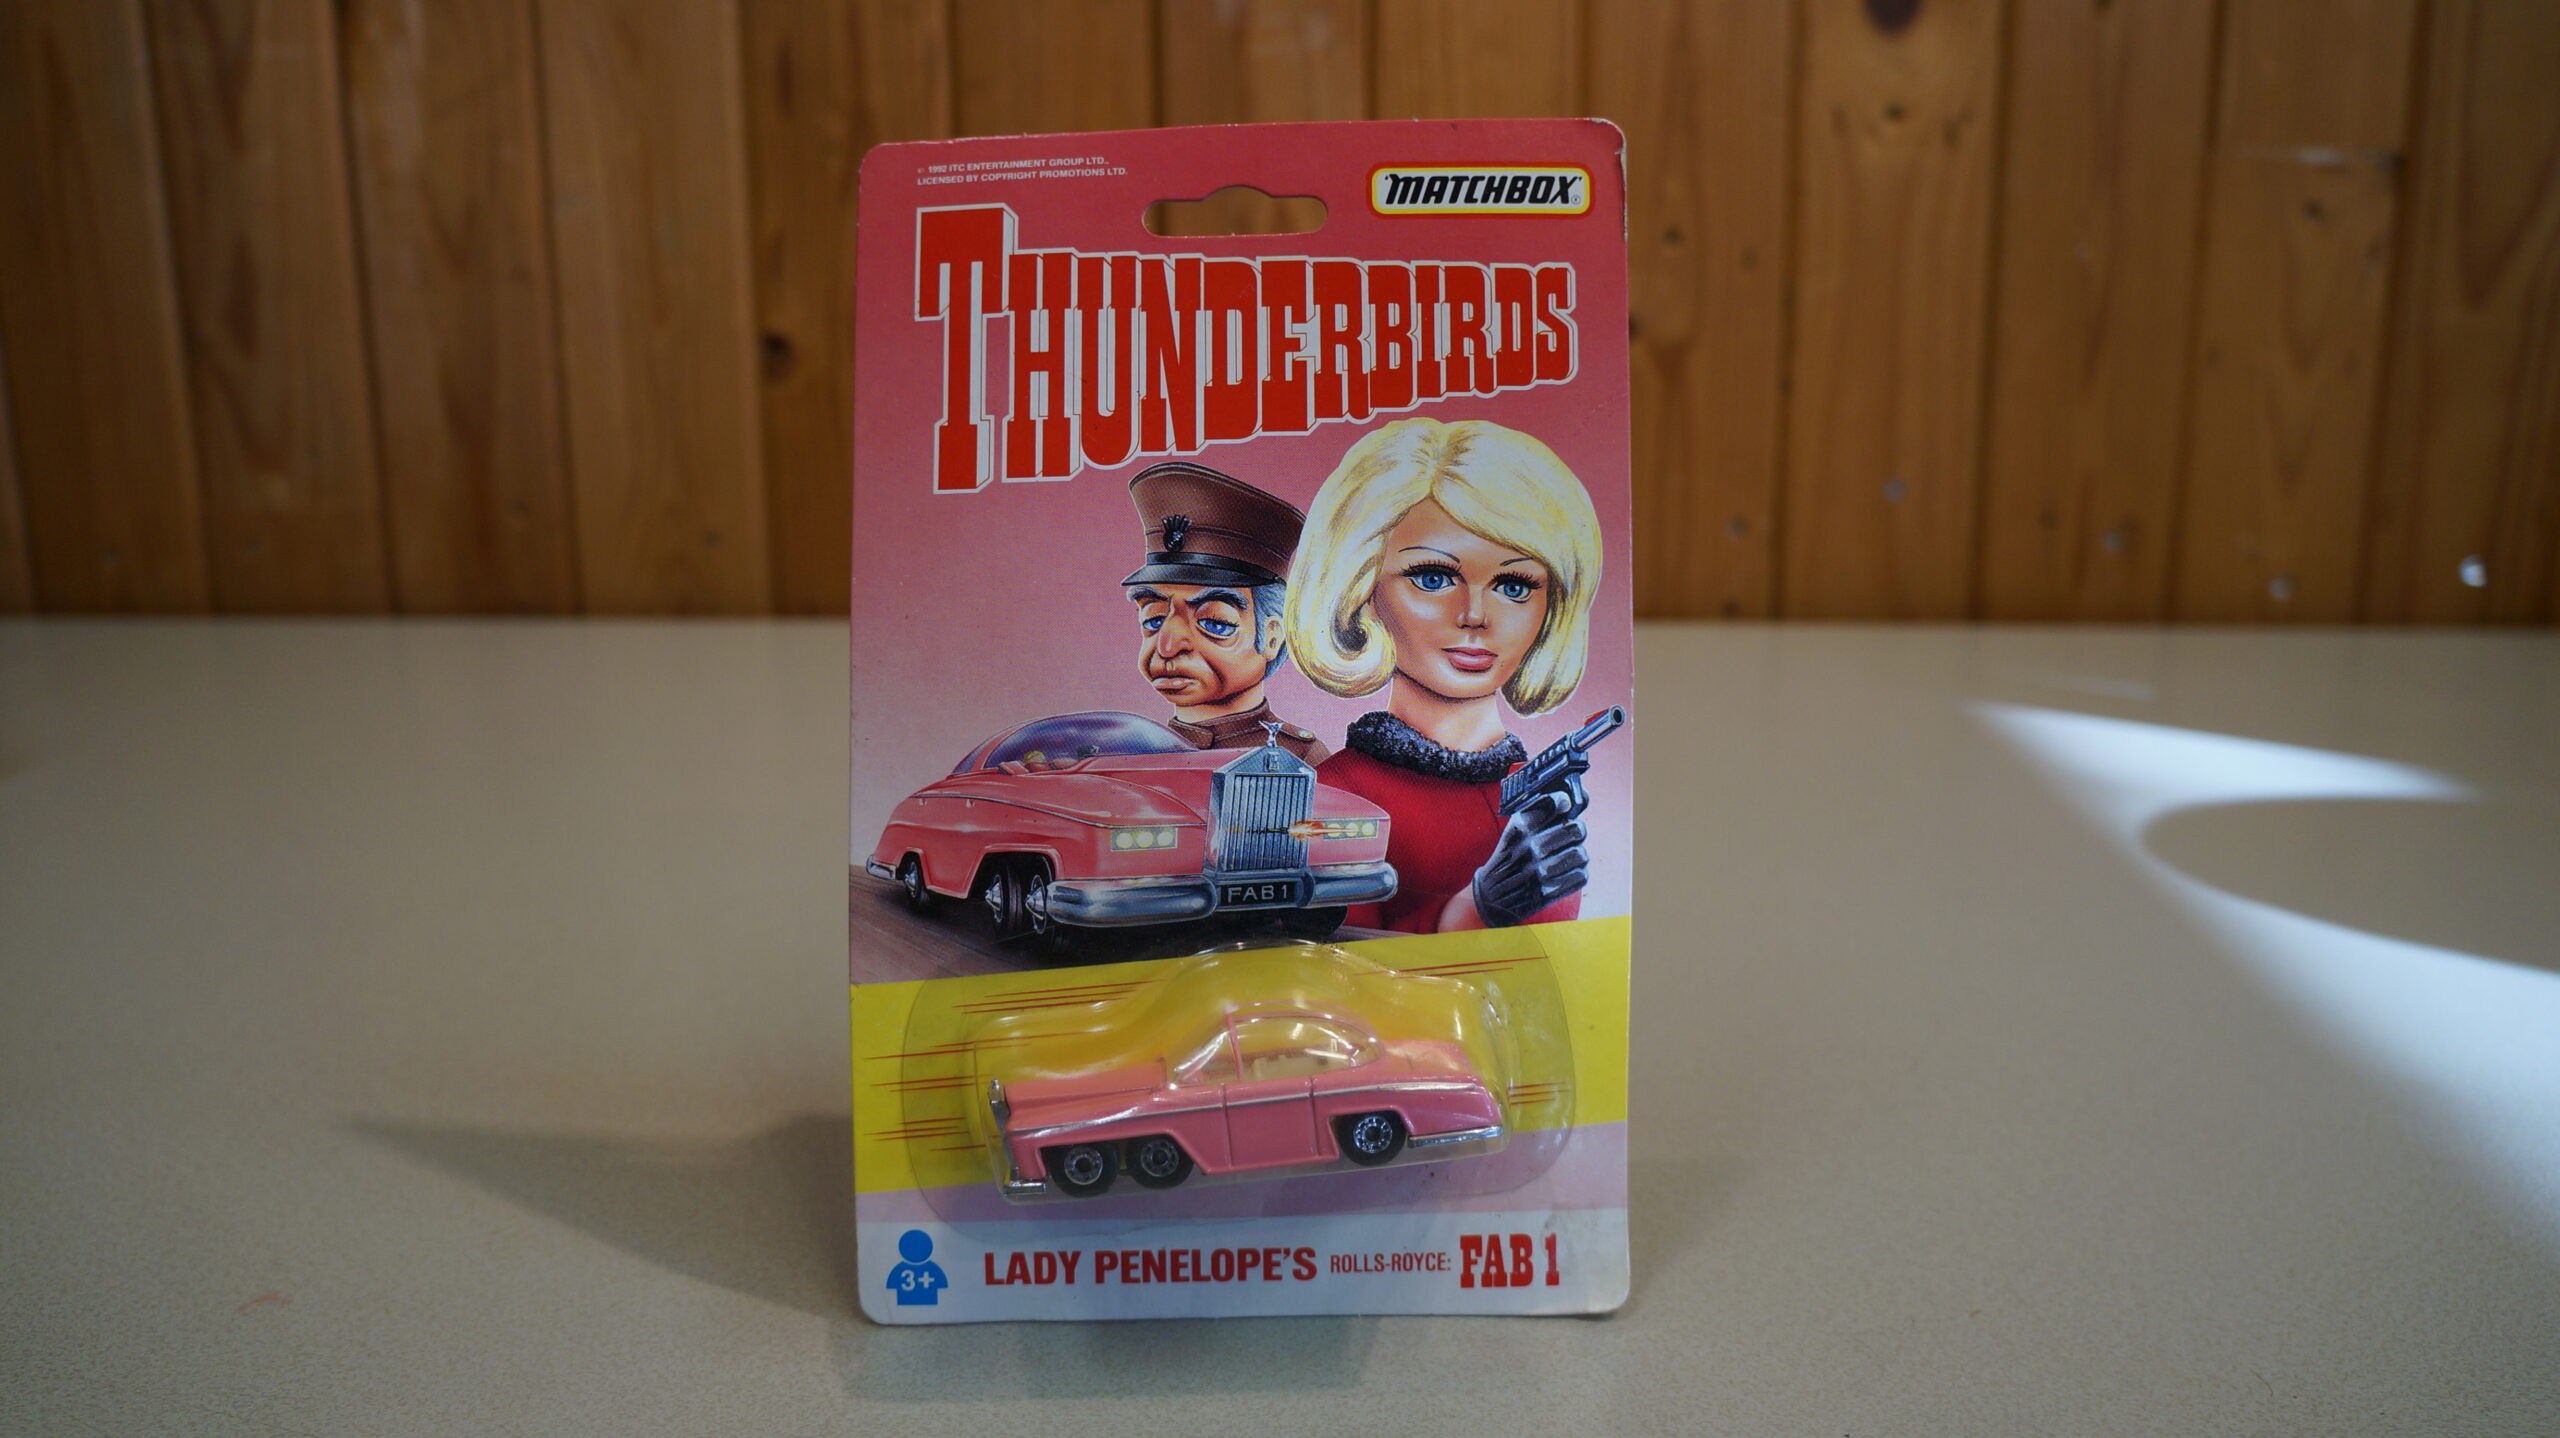 © 1992 ITC ENTERTAINMENT GROUP LTD.,
LICENSED BY COPYRIGHT PROMOTIONS LTD.
"MATCHBOX"®
THUNDERBIRDS
FAB 1
3+
LADY PENELOPE'S ROLLS-ROYCE: FAB 1